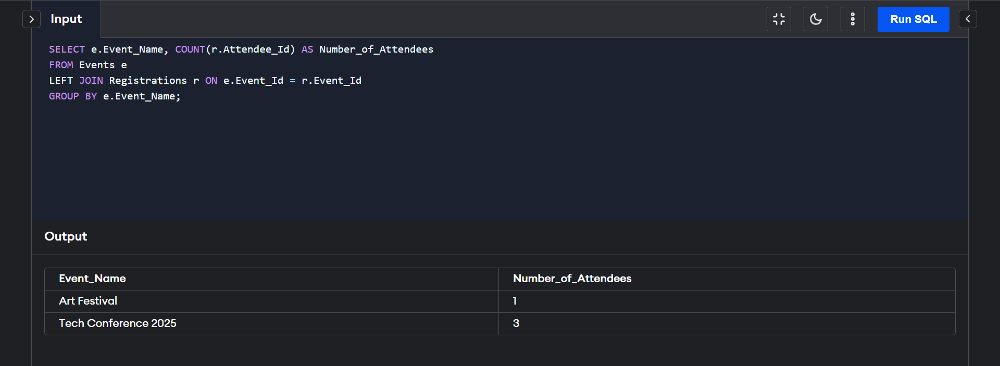 Input
Run SQL
SELECT e.Event_Name, COUNT(r.Attendee_Id) AS Number_of_Attendees
FROM Events e
LEFT JOIN Registrations r ON e.Event_Id = r.Event_Id
GROUP BY e.Event_Name;
Output
Event_Name Number_of_Attendees
Art Festival 1
Tech Conference 2025 3